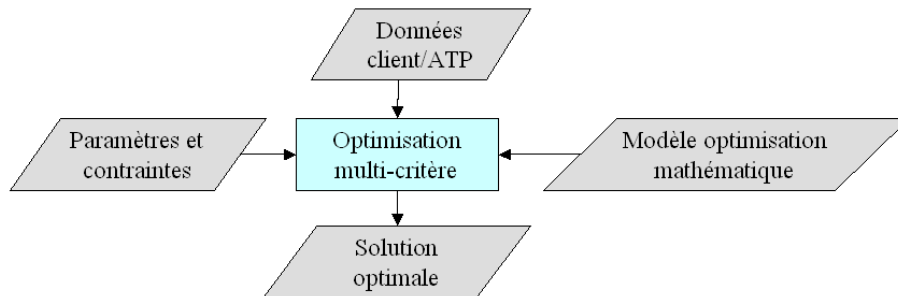 Données
client/ATP
Paramètres et
contraintes
Optimisation
multi-critère
Modèle optimisation
mathématique
Solution
optimale